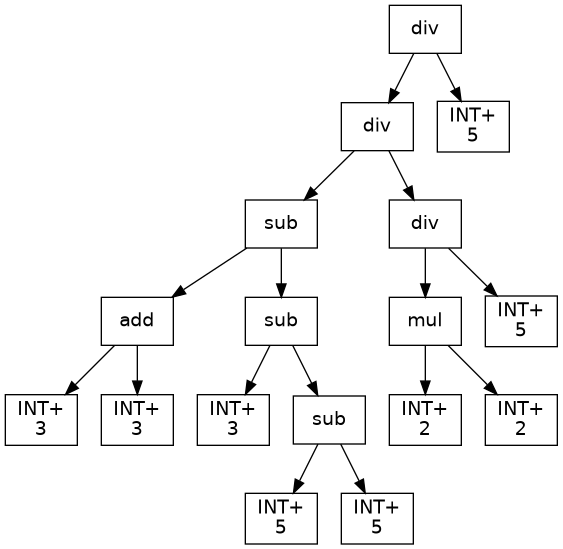 div
div
INT+
5
sub
div
add
sub
mul
INT+
5
INT+
3
INT+
3
INT+
3
sub
INT+
2
INT+
2
INT+
5
INT+
5